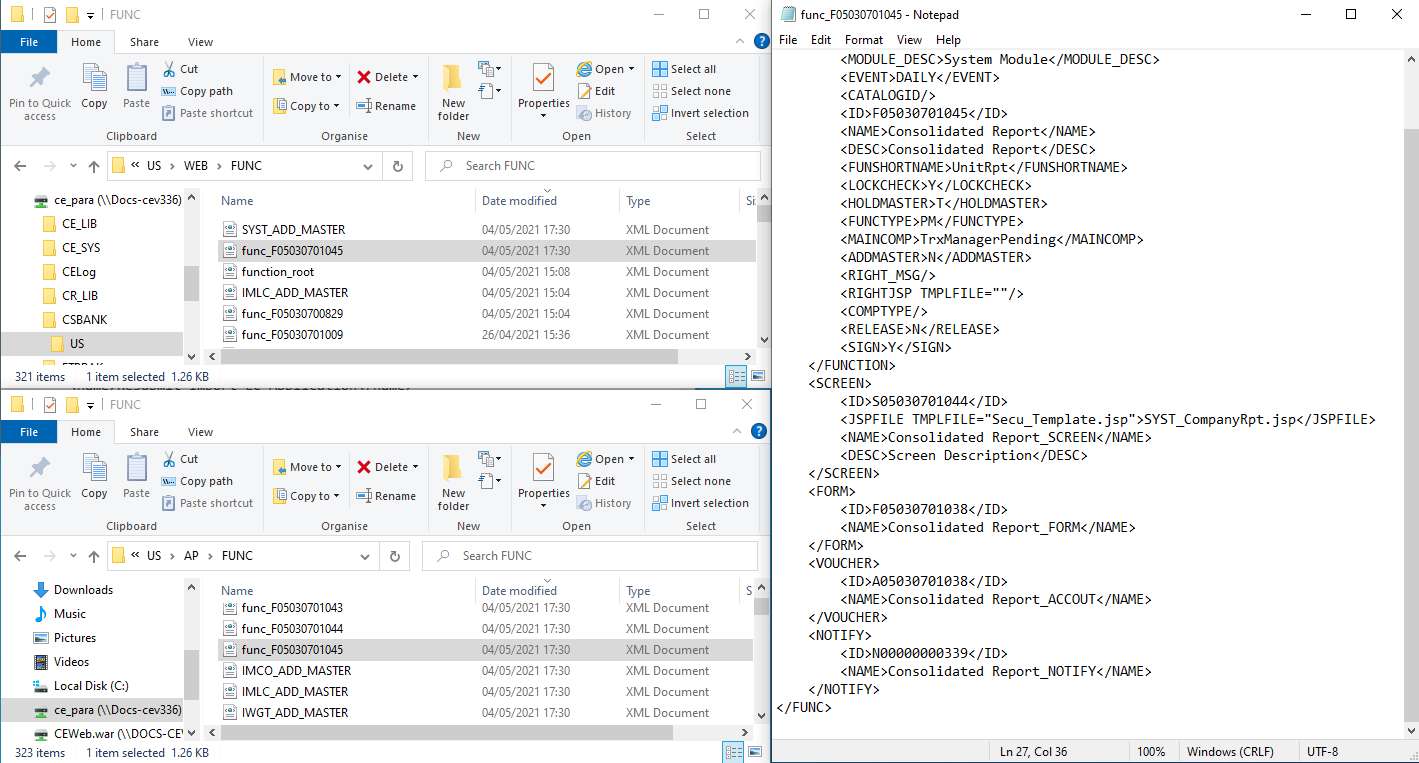 FUNC
File Home Share View
Pin to Quick access
Copy
Paste
Cut
Copy path
Paste shortcut
Clipboard
Move to
Copy to
Delete
Rename
Organise
New folder
New
Properties
Open
Edit
History
Open
Select all
Select none
Invert selection
Select
« US > WEB > FUNC
Search FUNC
ce_para (\\Docs-cev336)
CE_LIB
CE_SYS
CELog
CR_LIB
CSBANK
US
Name Date modified Type
SYST_ADD_MASTER 04/05/2021 17:30 XML Document
func_F05030701045 04/05/2021 17:30 XML Document
function_root 04/05/2021 15:08 XML Document
IMLC_ADD_MASTER 04/05/2021 15:04 XML Document
func_F05030700829 04/05/2021 15:04 XML Document
func_F05030701009 26/04/2021 15:36 XML Document
321 items 1 item selected 1.26 KB
FUNC
File Home Share View
Pin to Quick access
Copy
Paste
Cut
Copy path
Paste shortcut
Clipboard
Move to
Copy to
Delete
Rename
Organise
New folder
New
Properties
Open
Edit
History
Open
Select all
Select none
Invert selection
Select
« US > AP > FUNC
Search FUNC
Downloads
Music
Pictures
Videos
Local Disk (C:)
ce_para (\\Docs-cev336)
CEWeb.war (\\DOCS-CE
Name Date modified Type S
func_F05030701043 04/05/2021 17:30 XML Document
func_F05030701044 04/05/2021 17:30 XML Document
func_F05030701045 04/05/2021 17:30 XML Document
IMCO_ADD_MASTER 04/05/2021 17:30 XML Document
IMLC_ADD_MASTER 04/05/2021 17:30 XML Document
IWGT_ADD_MASTER 04/05/2021 17:30 XML Document
323 items 1 item selected 1.26 KB
func_F05030701045 - Notepad
File Edit Format View Help
<MODULE_DESC>System Module</MODULE_DESC>
<EVENT>DAILY</EVENT>
<CATALOGID/>
<ID>F05030701045</ID>
<NAME>Consolidated Report</NAME>
<DESC>Consolidated Report</DESC>
<FUNSHORTNAME>UnitRpt</FUNSHORTNAME>
<LOCKCHECK>Y</LOCKCHECK>
<HOLDMASTER>T</HOLDMASTER>
<FUNCTYPE>PM</FUNCTYPE>
<MAINCOMP>TrxManagerPending</MAINCOMP>
<ADDMASTER>N</ADDMASTER>
<RIGHT_MSG/>
<RIGHTJSP TMPLFILE=""/>
<COMPTYPE/>
<RELEASE>N</RELEASE>
<SIGN>Y</SIGN>
</FUNCTION>
<SCREEN>
<ID>S05030701044</ID>
<JSPFILE TMPLFILE="Secu_Template.jsp">SYST_CompanyRpt.jsp</JSPFILE>
<NAME>Consolidated Report_SCREEN</NAME>
<DESC>Screen Description</DESC>
</SCREEN>
<FORM>
<ID>F05030701038</ID>
<NAME>Consolidated Report_FORM</NAME>
</FORM>
<VOUCHER>
<ID>A05030701038</ID>
<NAME>Consolidated Report_ACCOUT</NAME>
</VOUCHER>
<NOTIFY>
<ID>N00000000339</ID>
<NAME>Consolidated Report_NOTIFY</NAME>
</NOTIFY>
</FUNC>
Ln 27, Col 36 100% Windows (CRLF) UTF-8